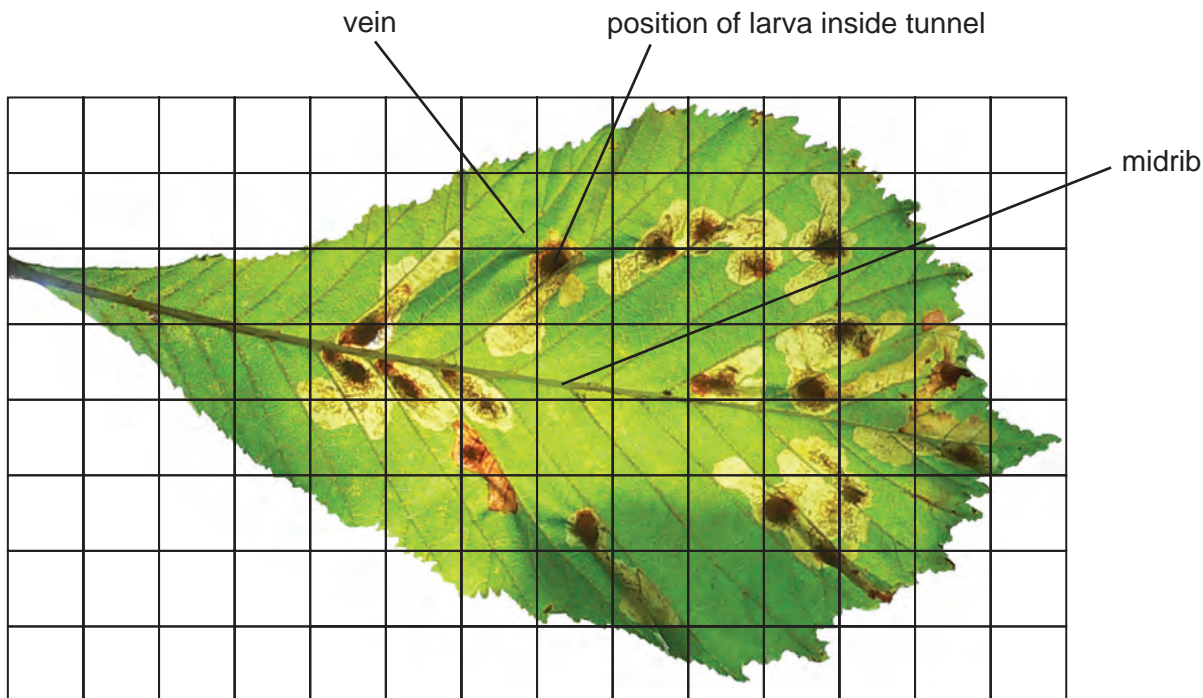 vein
position of larva inside tunnel
midrib